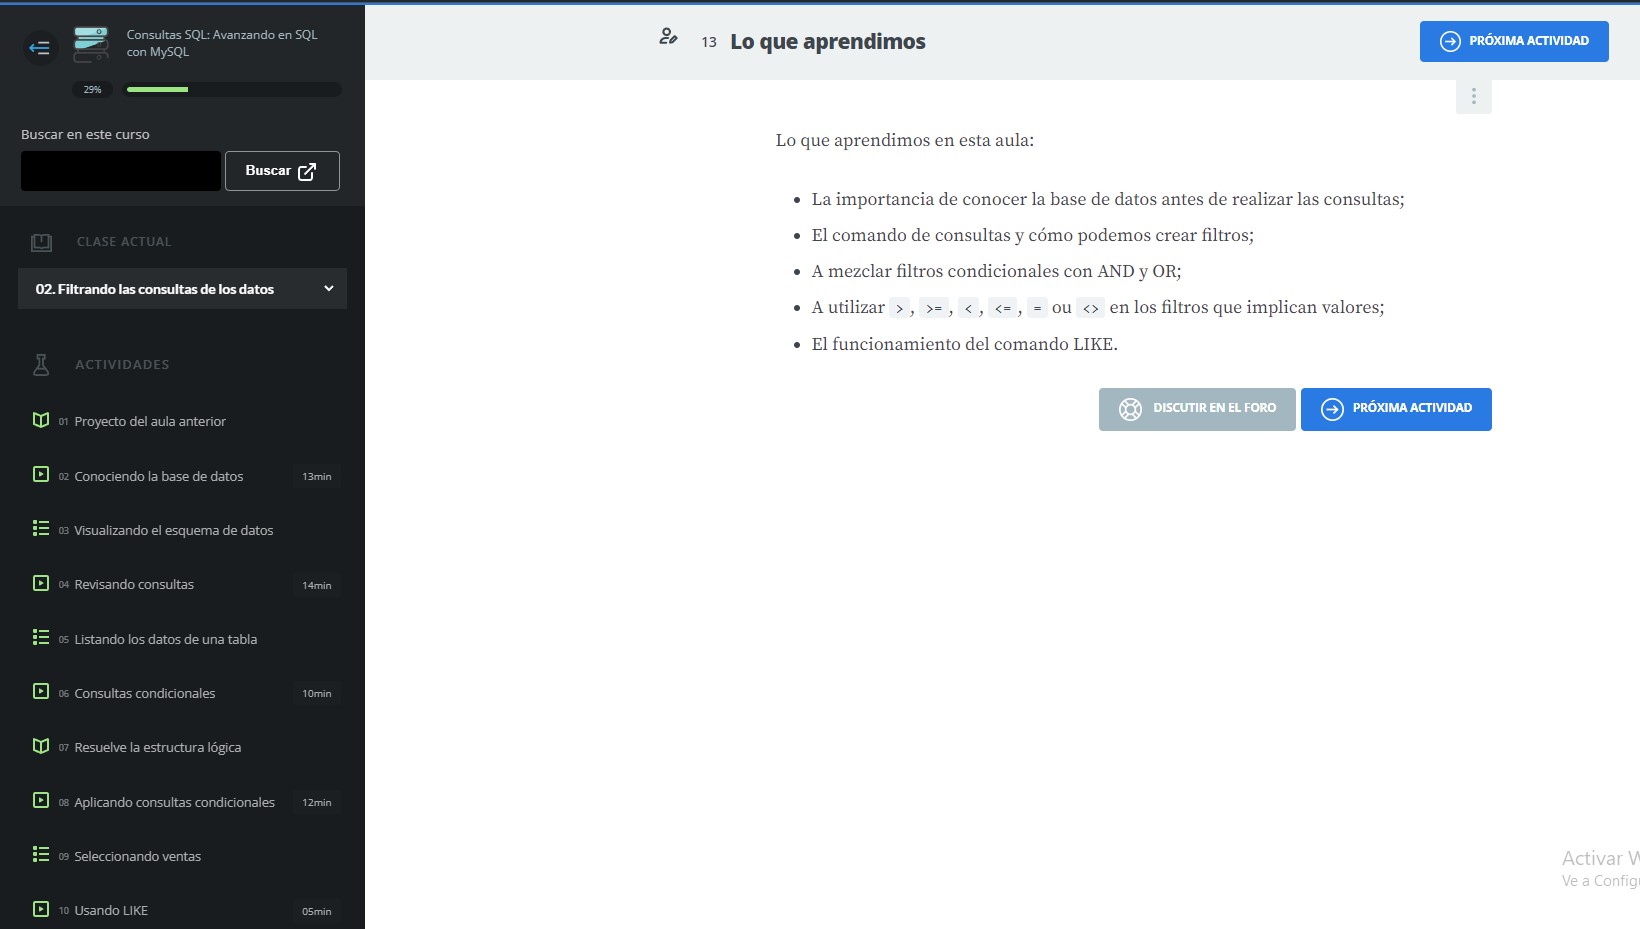 Consultas SQL: Avanzando en SQL
con MySQL
29%
Buscar en este curso
Buscar
CLASE ACTUAL
02. Filtrando las consultas de los datos
ACTIVIDADES
01 Proyecto del aula anterior
02 Conociendo la base de datos 13min
03 Visualizando el esquema de datos
04 Revisando consultas 14min
05 Listando los datos de una tabla
06 Consultas condicionales 10min
07 Resuelve la estructura lógica
08 Aplicando consultas condicionales 12min
09 Seleccionando ventas
10 Usando LIKE 05min
13 Lo que aprendimos
PRÓXIMA ACTIVIDAD
Lo que aprendimos en esta aula:
• La importancia de conocer la base de datos antes de realizar las consultas;
• El comando de consultas y cómo podemos crear filtros;
• A mezclar filtros condicionales con AND y OR;
• A utilizar > , >= , < , <= , = ou <> en los filtros que implican valores;
• El funcionamiento del comando LIKE.
DISCUTIR EN EL FORO
PRÓXIMA ACTIVIDAD
Activar
Ve a